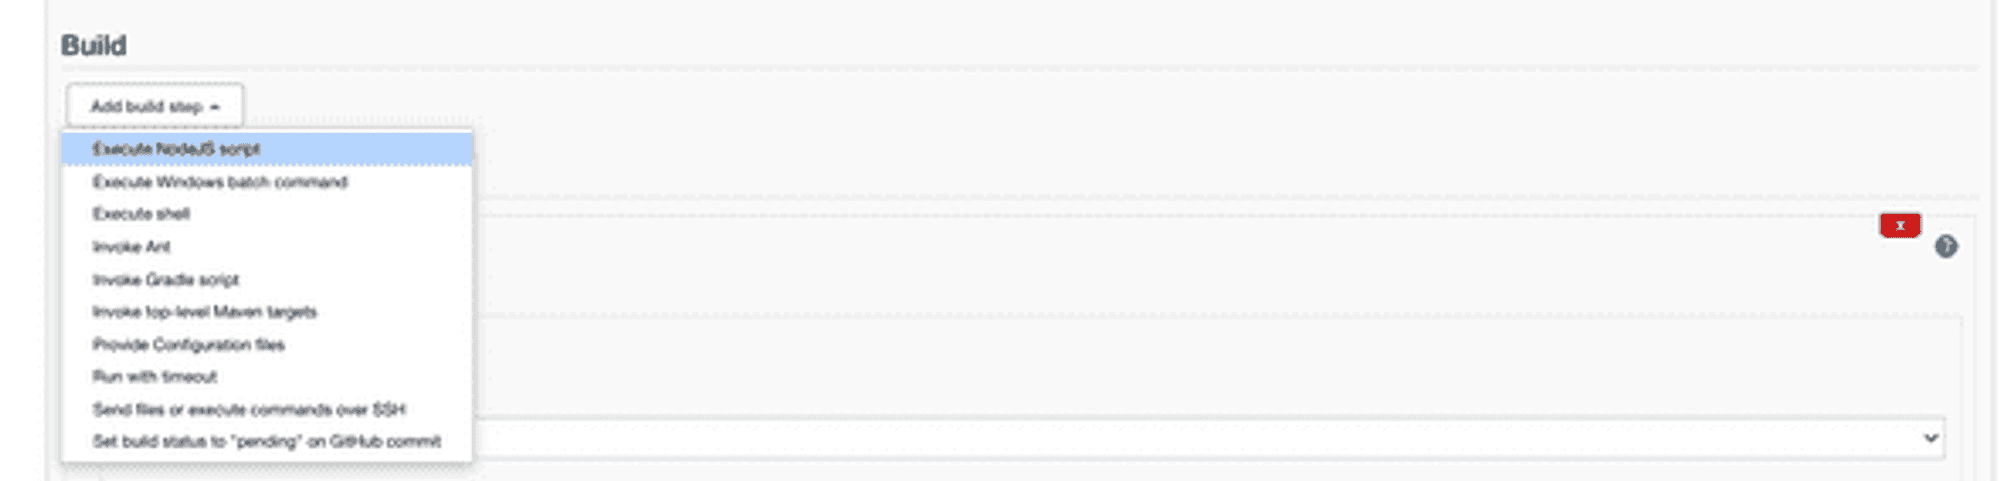 Build
Add build step
Execute NodeJS script
Execute Windows batch command
Execute shell
Invoke Ant
Invoke Gradle script
Invoke top-level Maven targets
Provide Configuration files
Run with timeout
Send files or execute commands over SSH
Set build status to "pending" on GitHub commit
X
?